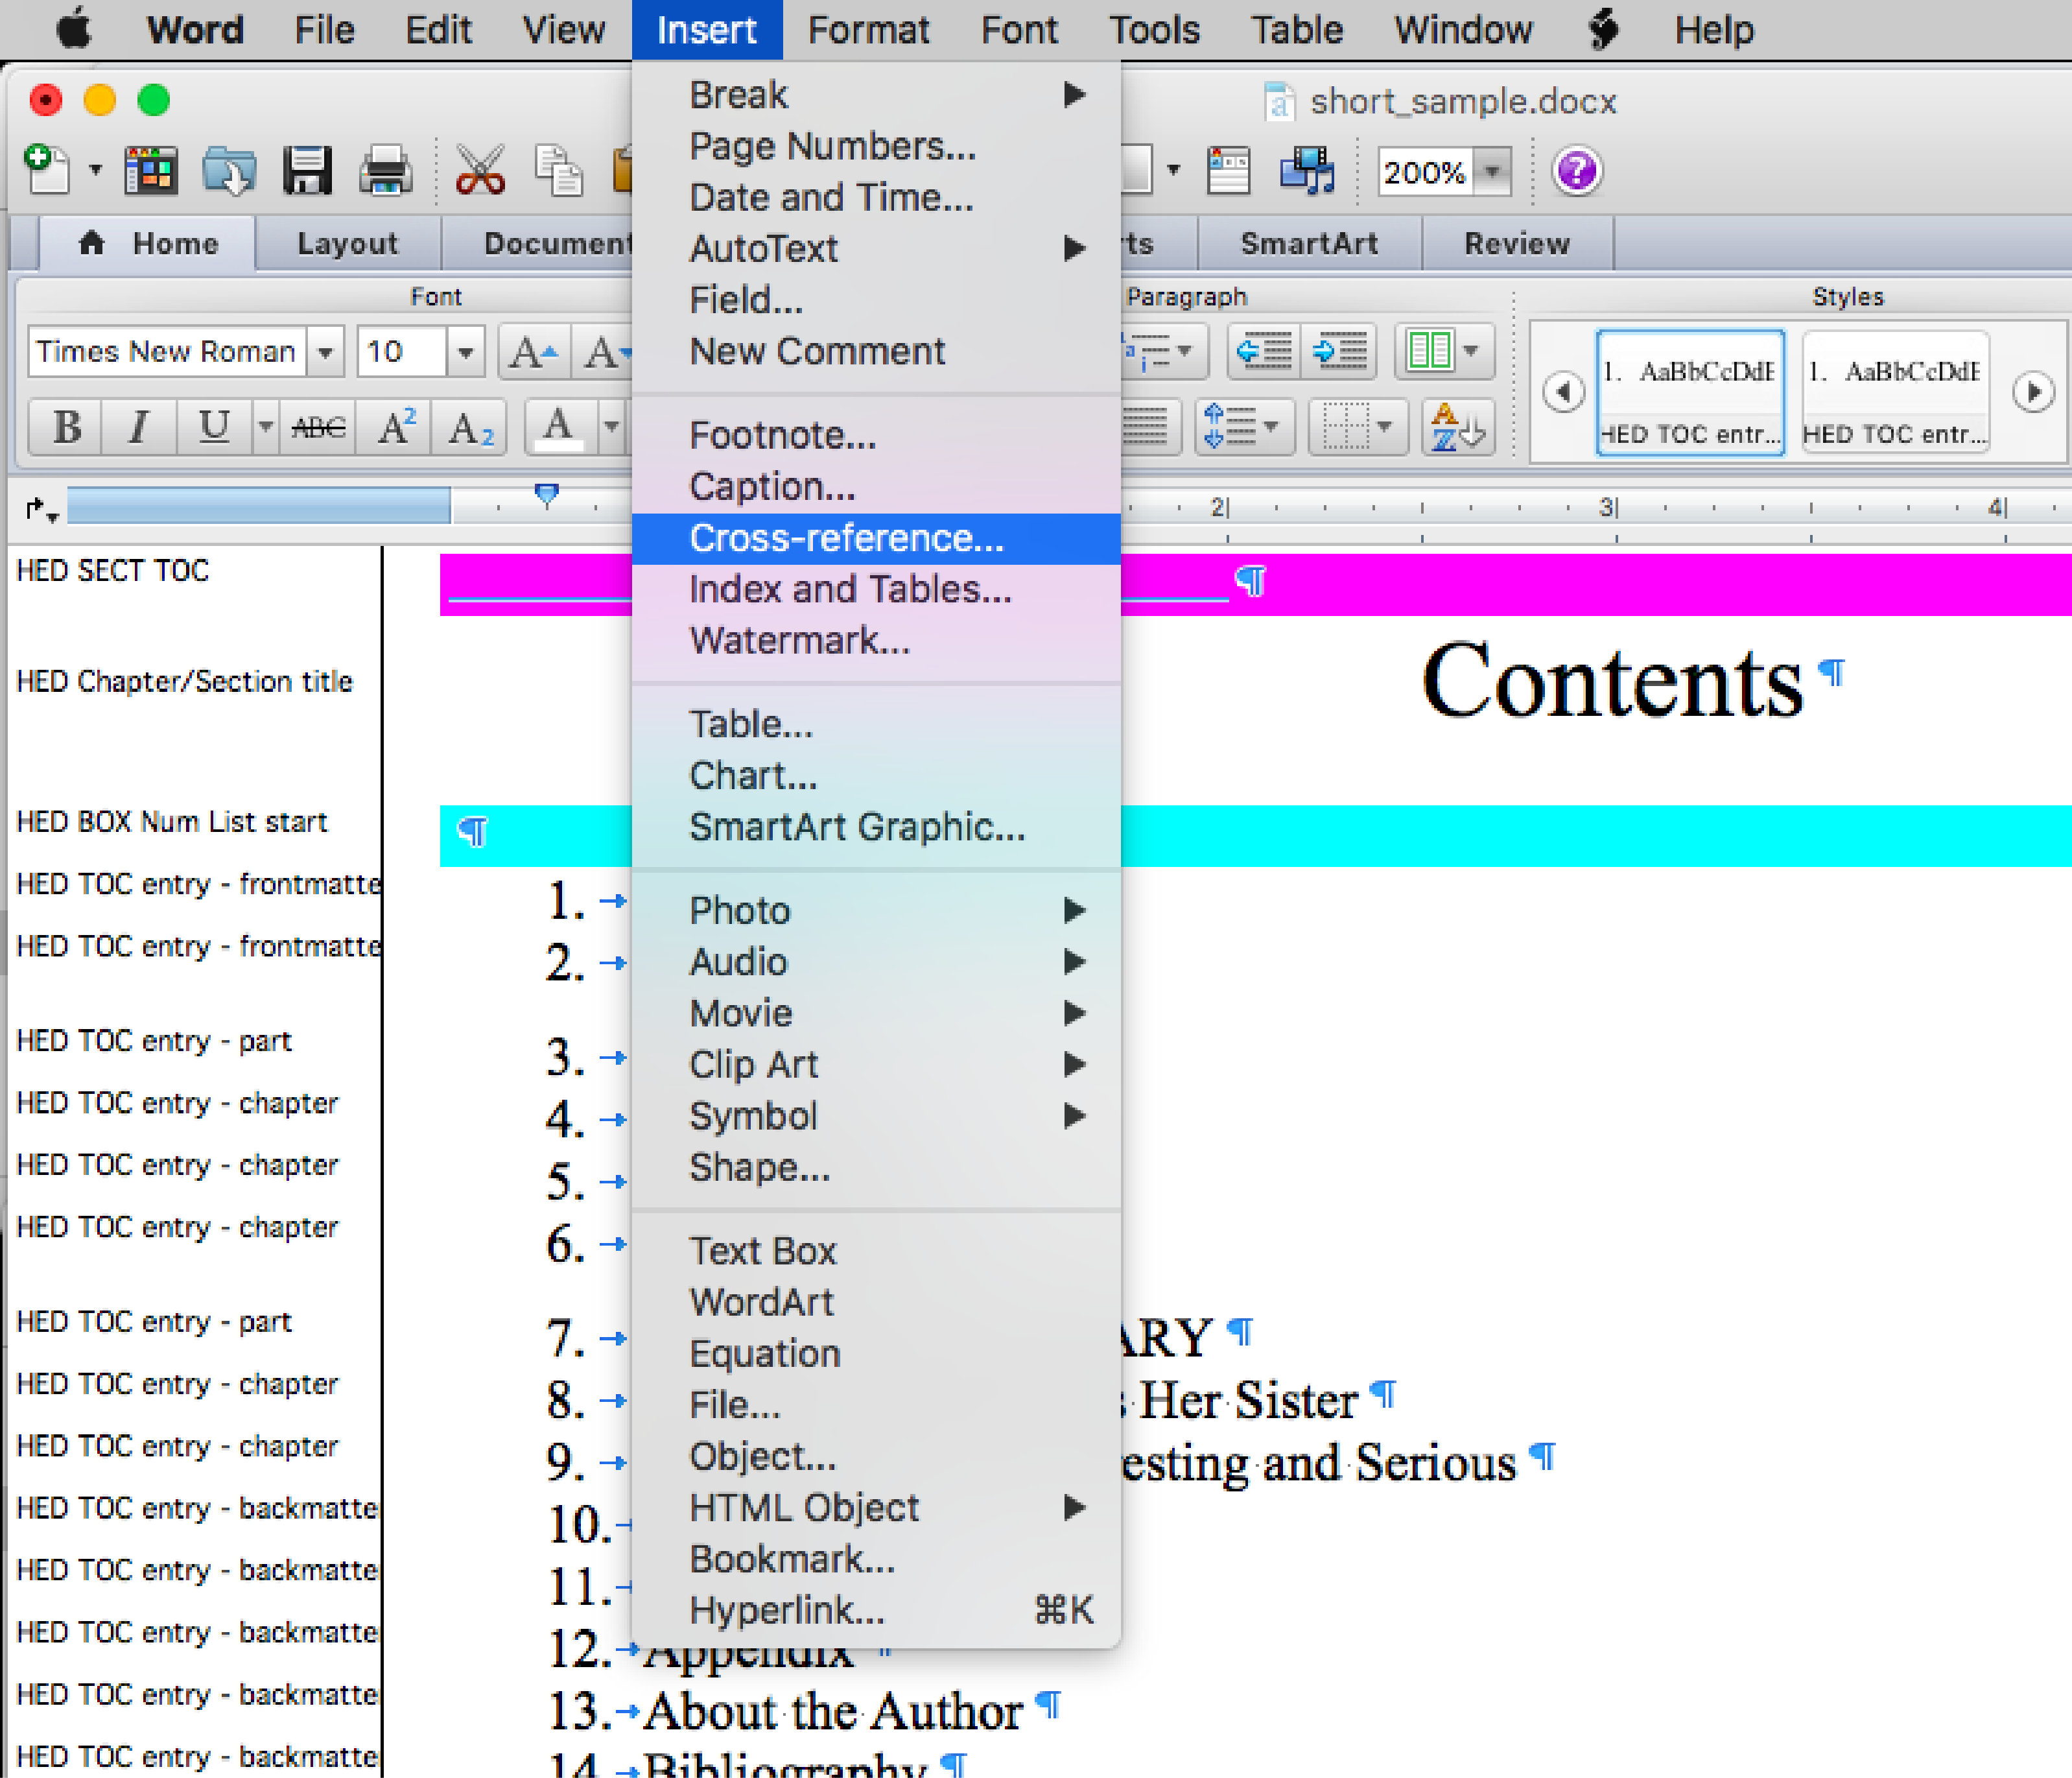 Word File Edit View Insert Format Font Tools Table Window Help
short_sample.docx
200%
Home Layout Document rts SmartArt Review
Font Paragraph Styles
Times New Roman 10 A A 1. AaBbCcDdE 1. AaBbCcDdE
B I U ABC A2 A2 A A Z HED TOC entr... HED TOC entr...
2 3 4
Break
Page Numbers...
Date and Time...
AutoText
Field...
New Comment
Footnote...
Caption...
Cross-reference...
Index and Tables...
Watermark...
Table...
Chart...
SmartArt Graphic...
Photo
Audio
Movie
Clip Art
Symbol
Shape...
Text Box
WordArt
Equation
File...
Object...
HTML Object
Bookmark...
Hyperlink... ⌘K
HED SECT TOC ¶
HED Chapter/Section title Contents ¶
HED BOX Num List start ¶
HED TOC entry - frontmatte 1.
HED TOC entry - frontmatte 2.
HED TOC entry - part 3.
HED TOC entry - chapter 4.
HED TOC entry - chapter 5.
HED TOC entry - chapter 6.
HED TOC entry - part 7. ARY ¶
HED TOC entry - chapter 8. s Her Sister ¶
HED TOC entry - chapter 9. esting and Serious ¶
HED TOC entry - backmatte 10.
HED TOC entry - backmatte 11.
HED TOC entry - backmatte 12. Appendix ¶
HED TOC entry - backmatte 13. About the Author ¶
HED TOC entry - backmatte 14 Bibliography ¶